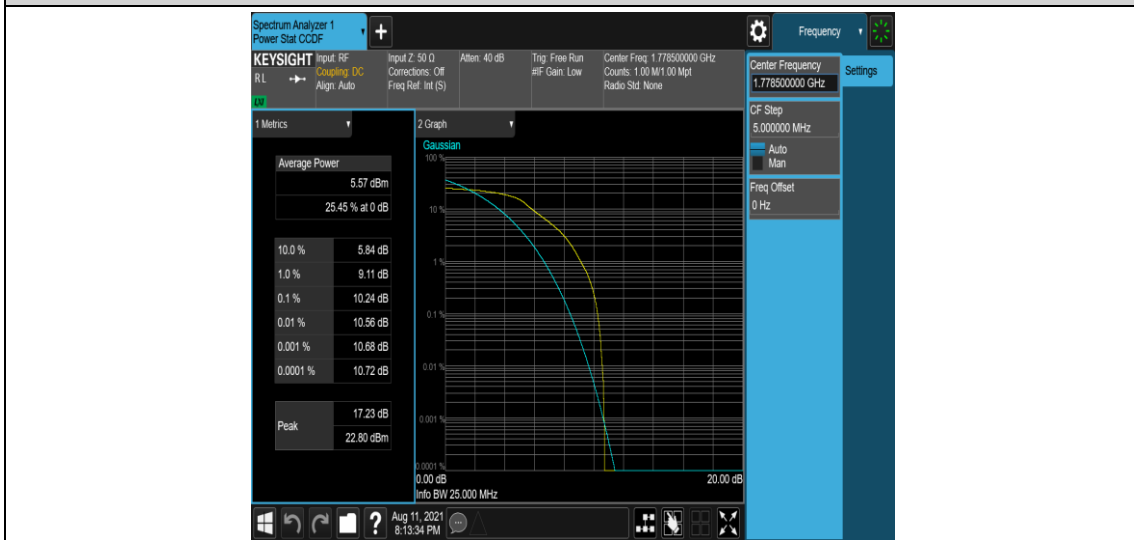 Spectrum Analyzer 1
Power Stat CCDF
+
Frequency
KEYSIGHT
RL
LXI
Input: RF
Coupling: DC
Align: Auto
Input Z: 50 Ω
Corrections: Off
Freq Ref: Int (S)
Atten: 40 dB
Trig: Free Run
#IF Gain: Low
Center Freq: 1.778500000 GHz
Counts: 1.00 M/1.00 Mpt
Radio Std: None
Center Frequency
1.778500000 GHz
Settings
CF Step
5.000000 MHz
Auto
Man
Freq Offset
0 Hz
1 Metrics
Average Power
5.57 dBm
25.45 % at 0 dB
10.0 % 5.84 dB
1.0 % 9.11 dB
0.1 % 10.24 dB
0.01 % 10.56 dB
0.001 % 10.68 dB
0.0001 % 10.72 dB
Peak
17.23 dB
22.80 dBm
2 Graph
Gaussian
100 %
10 %
1 %
0.1 %
0.01 %
0.001 %
0.0001 %
0.00 dB 20.00 dB
Info BW 25.000 MHz
?
Aug 11, 2021
8:13:34 PM